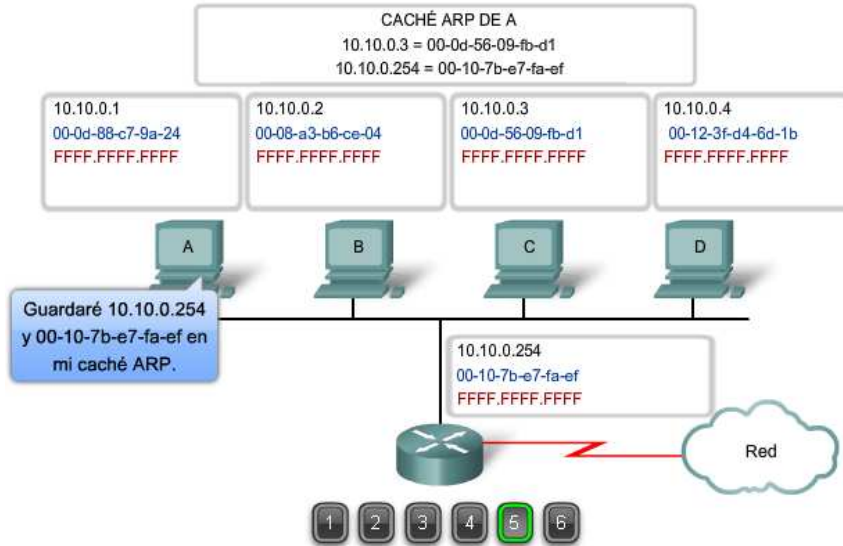 CACHÉ ARP DE A
10.10.0.3 = 00-0d-56-09-fb-d1
10.10.0.254 = 00-10-7b-e7-fa-ef
10.10.0.1
00-0d-88-c7-9a-24
FFFF.FFFF.FFFF
10.10.0.2
00-08-a3-b6-ce-04
FFFF.FFFF.FFFF
10.10.0.3
00-0d-56-09-fb-d1
FFFF.FFFF.FFFF
10.10.0.4
00-12-3f-d4-6d-1b
FFFF.FFFF.FFFF
A
B
C
D
Guardaré 10.10.0.254
y 00-10-7b-e7-fa-ef en
mi caché ARP.
10.10.0.254
00-10-7b-e7-fa-ef
FFFF.FFFF.FFFF
Red
1 2 3 4 5 6